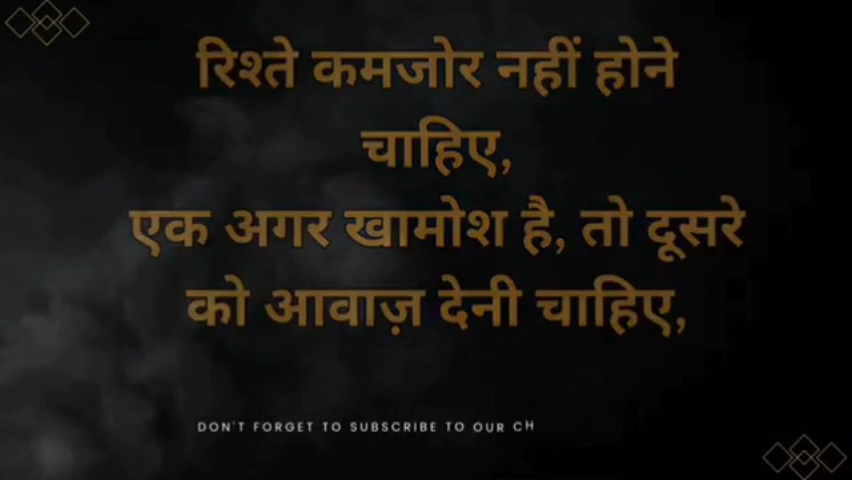 रिश्ते कमजोर नहीं होने
चाहिए,
एक अगर खामोश है, तो दूसरे
को आवाज़ देनी चाहिए,
DON'T FORGET TO SUBSCRIBE TO OUR CH